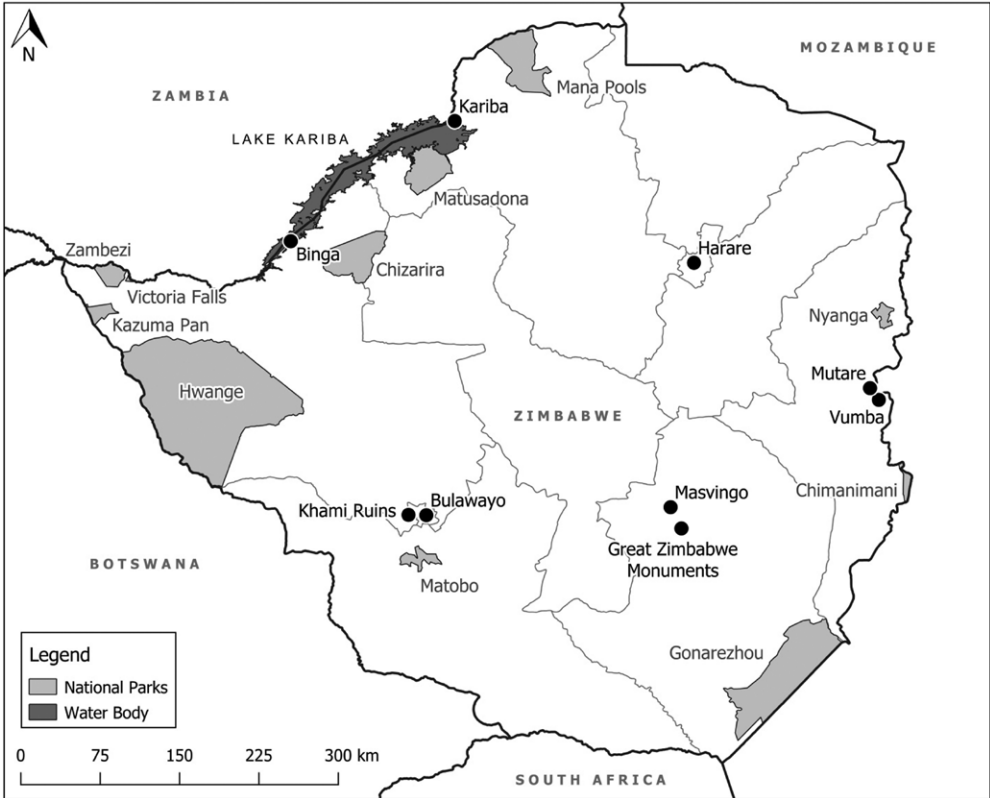 N
MOZAMBIQUE
ZAMBIA
Mana Pools
Kariba
LAKE KARIBA
Matusadona
Harare
Zambezi
Binga
Chizarira
Victoria Falls
Kazuma Pan
Nyanga
Hwange
Mutare
ZIMBABWE
Vumba
Masvingo
Chimanimani
Khami Ruins
Bulawayo
Great Zimbabwe
Monuments
BOTSWANA
Matobo
Gonarezhou
Legend
National Parks
Water Body
0 75 150 225 300 km
SOUTH AFRICA